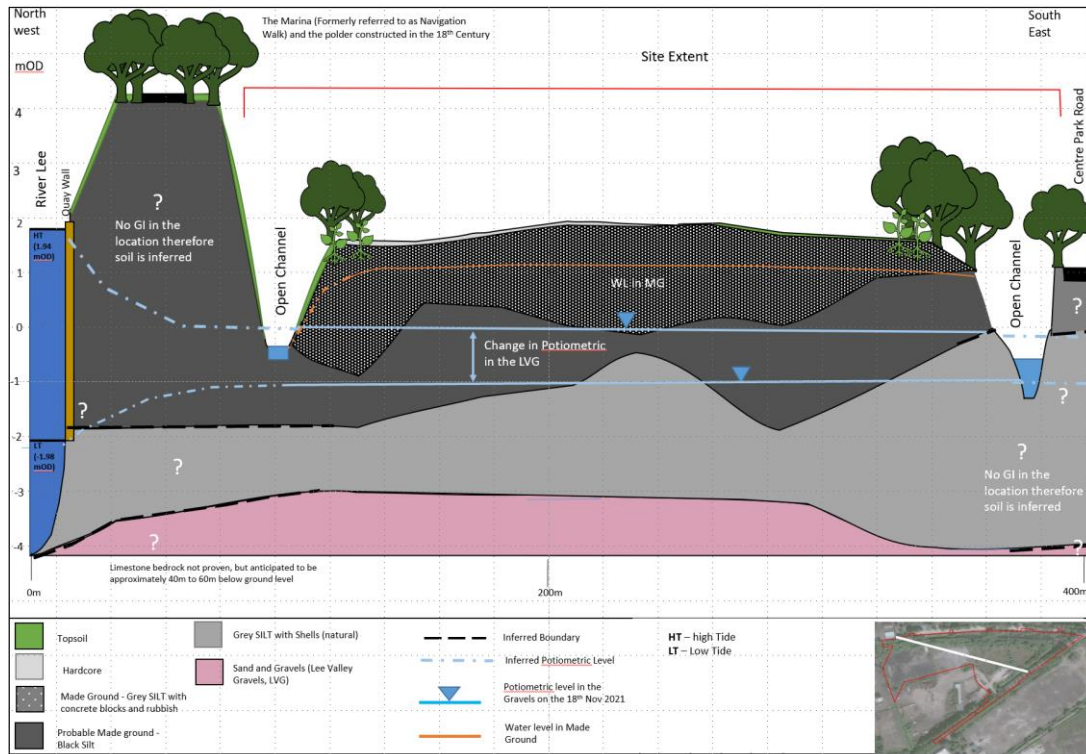 North
west
The Marina (Formerly referred to as Navigation
Walk) and the polder constructed in the 18th Century
South
East
mOD
Site Extent
4
3
2
1
0
-1
-2
-3
-4
River Lee
Quay Wall
HT
(1.94
mOD)
LT
(-1.98
mOD)
?
No GI in the
location therefore
soil is inferred
Open Channel
WL in MG
Change in Potiometric
in the LVG
Open Channel
Centre Park Road
?
?
?
?
?
?
No GI in the
location therefore
soil is inferred
?
Limestone bedrock not proven, but anticipated to be
approximately 40m to 60m below ground level
0m
200m
400m
Topsoil
Hardcore
Made Ground - Grey SILT with
concrete blocks and rubbish
Probable Made ground -
Black Silt
Grey SILT with Shells (natural)
Sand and Gravels (Lee Valley
Gravels, LVG)
Inferred Boundary
Inferred Potiometric Level
Potiometric level in the
Gravels on the 18th Nov 2021
Water level in Made
Ground
HT – high Tide
LT – Low Tide